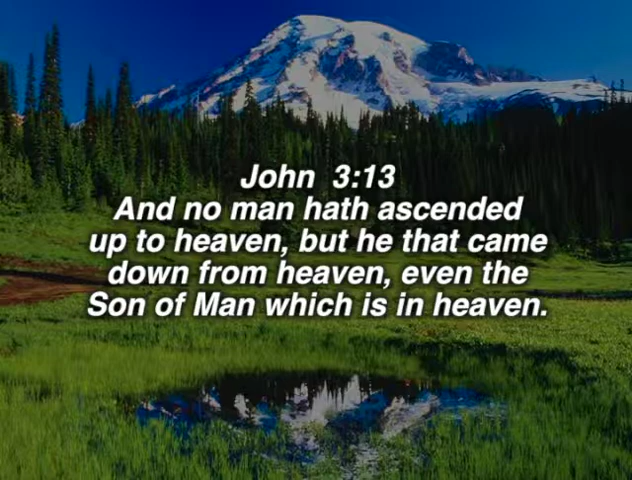 John 3:13
And no man hath ascended
up to heaven, but he that came
down from heaven, even the
Son of Man which is in heaven.